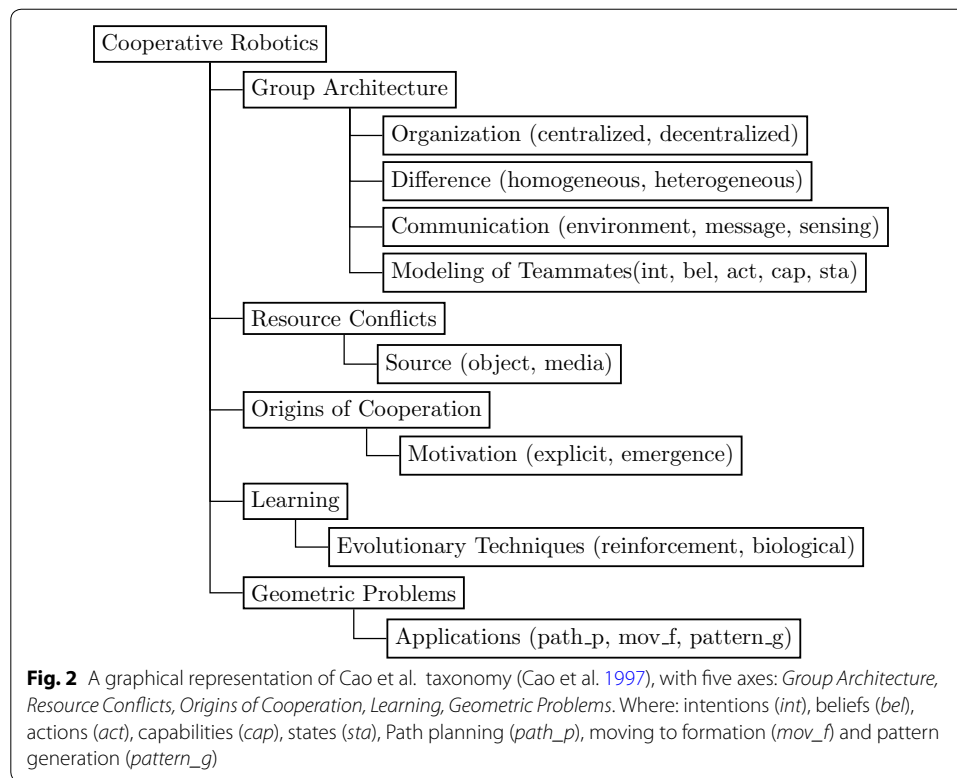 Cooperative Robotics
Group Architecture
Organization (centralized, decentralized)
Difference (homogeneous, heterogeneous)
Communication (environment, message, sensing)
Modeling of Teammates(int, bel, act, cap, sta)
Resource Conflicts
Source (object, media)
Origins of Cooperation
Motivation (explicit, emergence)
Learning
Evolutionary Techniques (reinforcement, biological)
Geometric Problems
Applications (path_p, mov_f, pattern_g)
Fig. 2 A graphical representation of Cao et al. taxonomy (Cao et al. 1997), with five axes: Group Architecture,
Resource Conflicts, Origins of Cooperation, Learning, Geometric Problems. Where: intentions (int), beliefs (bel),
actions (act), capabilities (cap), states (sta), Path planning (path_p), moving to formation (mov_f) and pattern
generation (pattern_g)